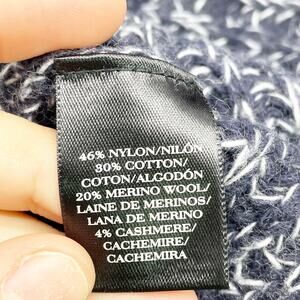 46% NYLON/NILÓN
30% COTTON/
COTON/ALGODÓN
20% MERINO WOOL/
LAINE DE MERINOS/
LANA DE MERINO
4% CASHMERE/
CACHEMIRE/
CACHEMIRA